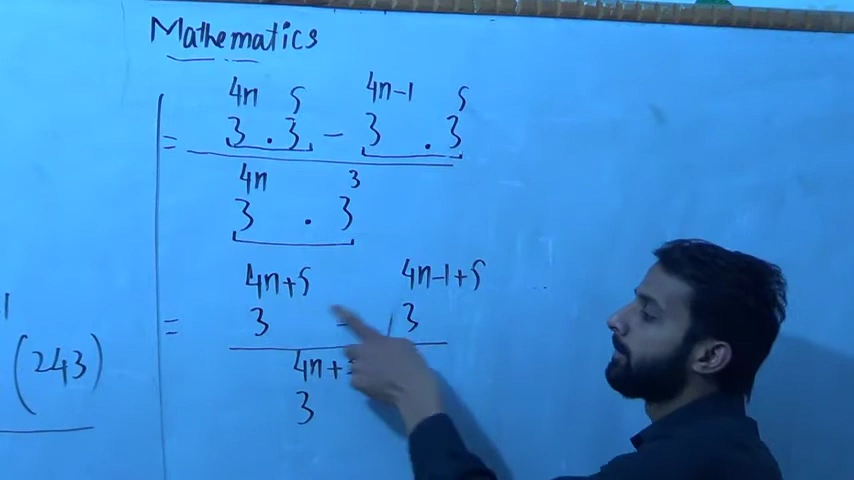 Mathematics
4n 5 4n-1 5
= 3 . 3 - 3 . 3
4n 3
3 . 3
4n+5 4n-1+5
= 3 - 3
4n+
3
1
(243)